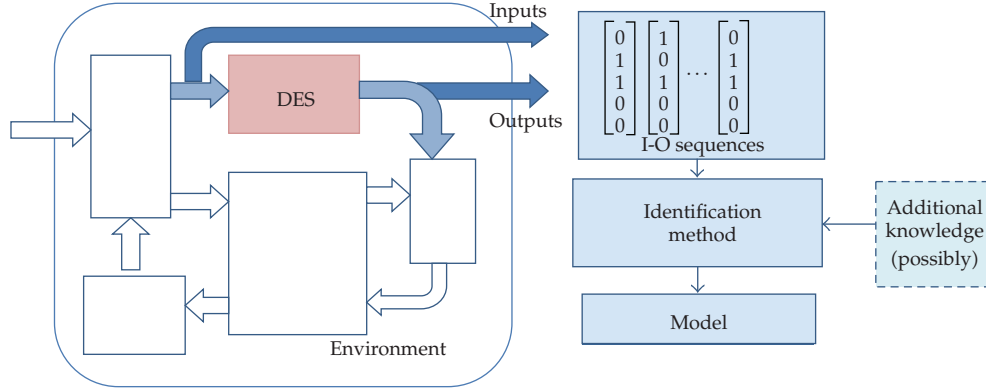 Inputs
DES
Outputs
Environment
[0 1 1 0 0] [1 0 1 0 0] ... [0 1 1 0 0]
I-O sequences
Identification
method
Additional
knowledge
(possibly)
Model